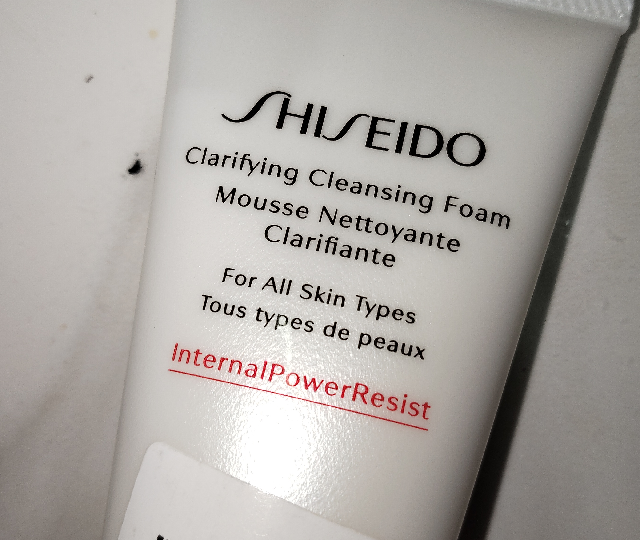 SHISEIDO
Clarifying Cleansing Foam
Mousse Nettoyante
Clarifiante
For All Skin Types
Tous types de peaux
InternalPowerResist